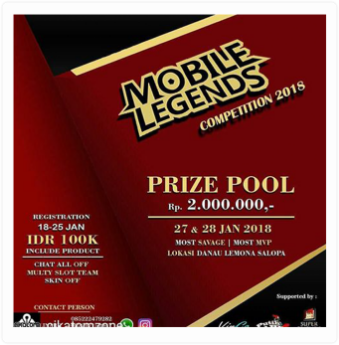 MOBILE
LEGENDS
COMPETITION 2018
PRIZE POOL
Rp. 2.000.000,-
27 & 28 JAN 2018
MOST SAVAGE | MOST MVP
LOKASI DANAU LEMONA SALOPA
REGISTRATION
18-25 JAN
IDR 100K
INCLUDE PRODUCT
CHAT ALL OFF
MULTY SLOT TEAM
SKIN OFF
CONTACT PERSON
Supported by :